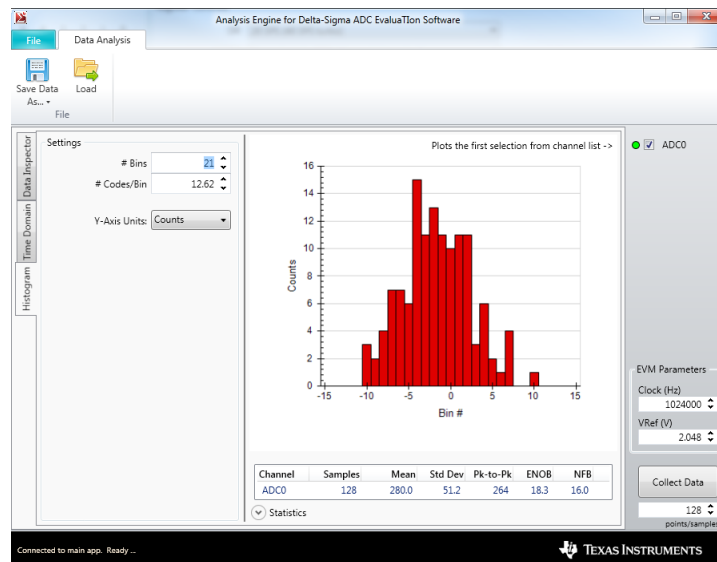 Analysis Engine for Delta-Sigma ADC EvaluaTIon Software
File
Data Analysis
Save Data As...
Load
File
Data Inspector
Time Domain
Histogram
Settings
# Bins 21
# Codes/Bin 12.62
Y-Axis Units: Counts
Plots the first selection from channel list ->
Counts
16
14
12
10
8
6
4
2
0
-15 -10 -5 0 5 10 15
Bin #
Channel Samples Mean Std Dev Pk-to-Pk ENOB NFB
ADC0 128 280.0 51.2 264 18.3 16.0
Statistics
ADC0
EVM Parameters
Clock (Hz)
1024000
VRef (V)
2.048
Collect Data
128
points/samples
Connected to main app. Ready ...
TEXAS INSTRUMENTS